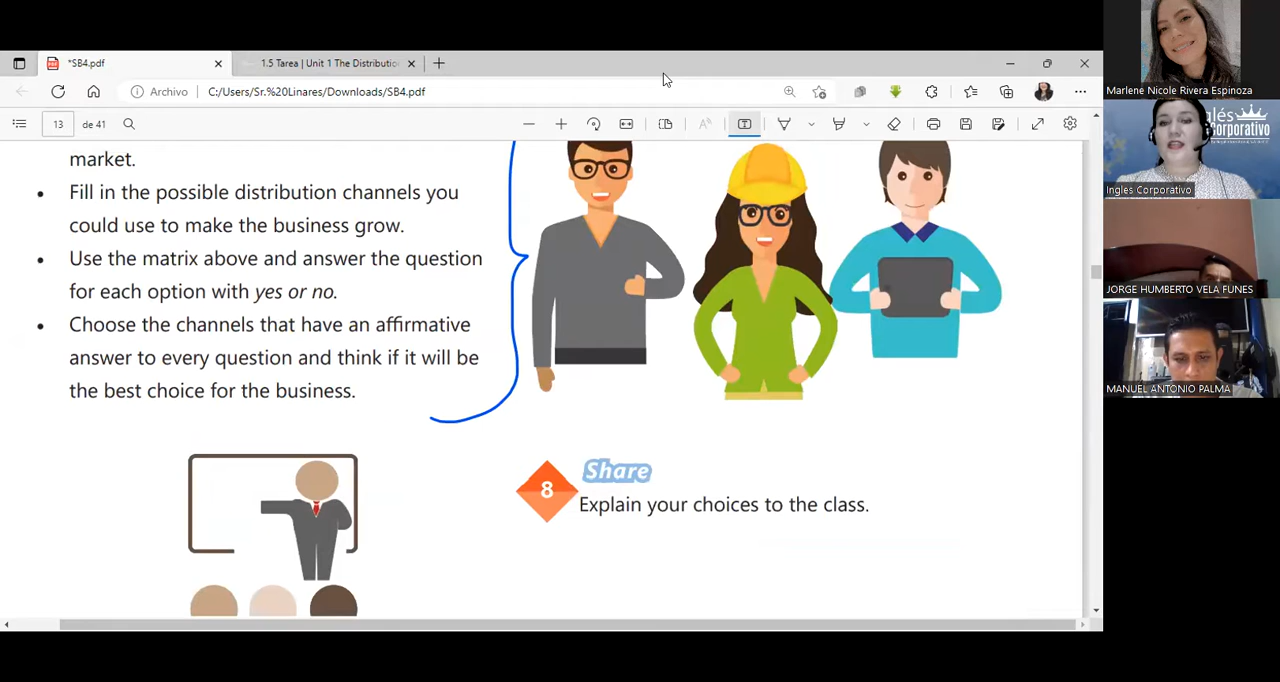 *SB4.pdf
1.5 Tarea | Unit 1 The Distributio
Archivo
C:/Users/Sr.%20Linares/Downloads/SB4.pdf
13 de 41
market.
• Fill in the possible distribution channels you
could use to make the business grow.
• Use the matrix above and answer the question
for each option with yes or no.
• Choose the channels that have an affirmative
answer to every question and think if it will be
the best choice for the business.
8 Share
Explain your choices to the class.
Marlene Nicole Rivera Espinoza
Inglés
Corporativo
Ingles Corporativo
JORGE HUMBERTO VELA FUNES
MANUEL ANTONIO PALMA